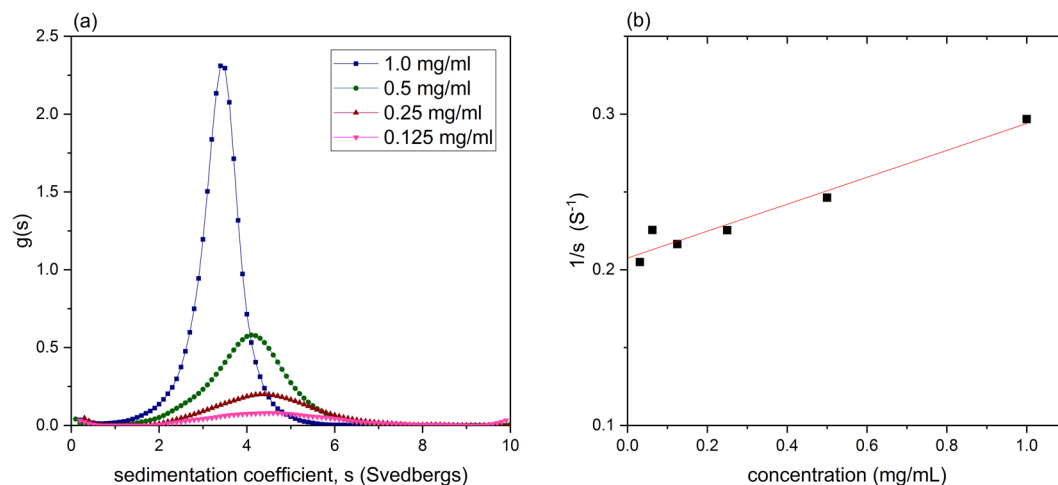 (a)
2.5
2.0
1.5
1.0
0.5
0.0
g(s)
1.0 mg/ml
0.5 mg/ml
0.25 mg/ml
0.125 mg/ml
0 2 4 6 8 10
sedimentation coefficient, s (Svedbergs)
(b)
0.3
0.2
0.1
1/s (S⁻¹)
0.0 0.2 0.4 0.6 0.8 1.0
concentration (mg/mL)